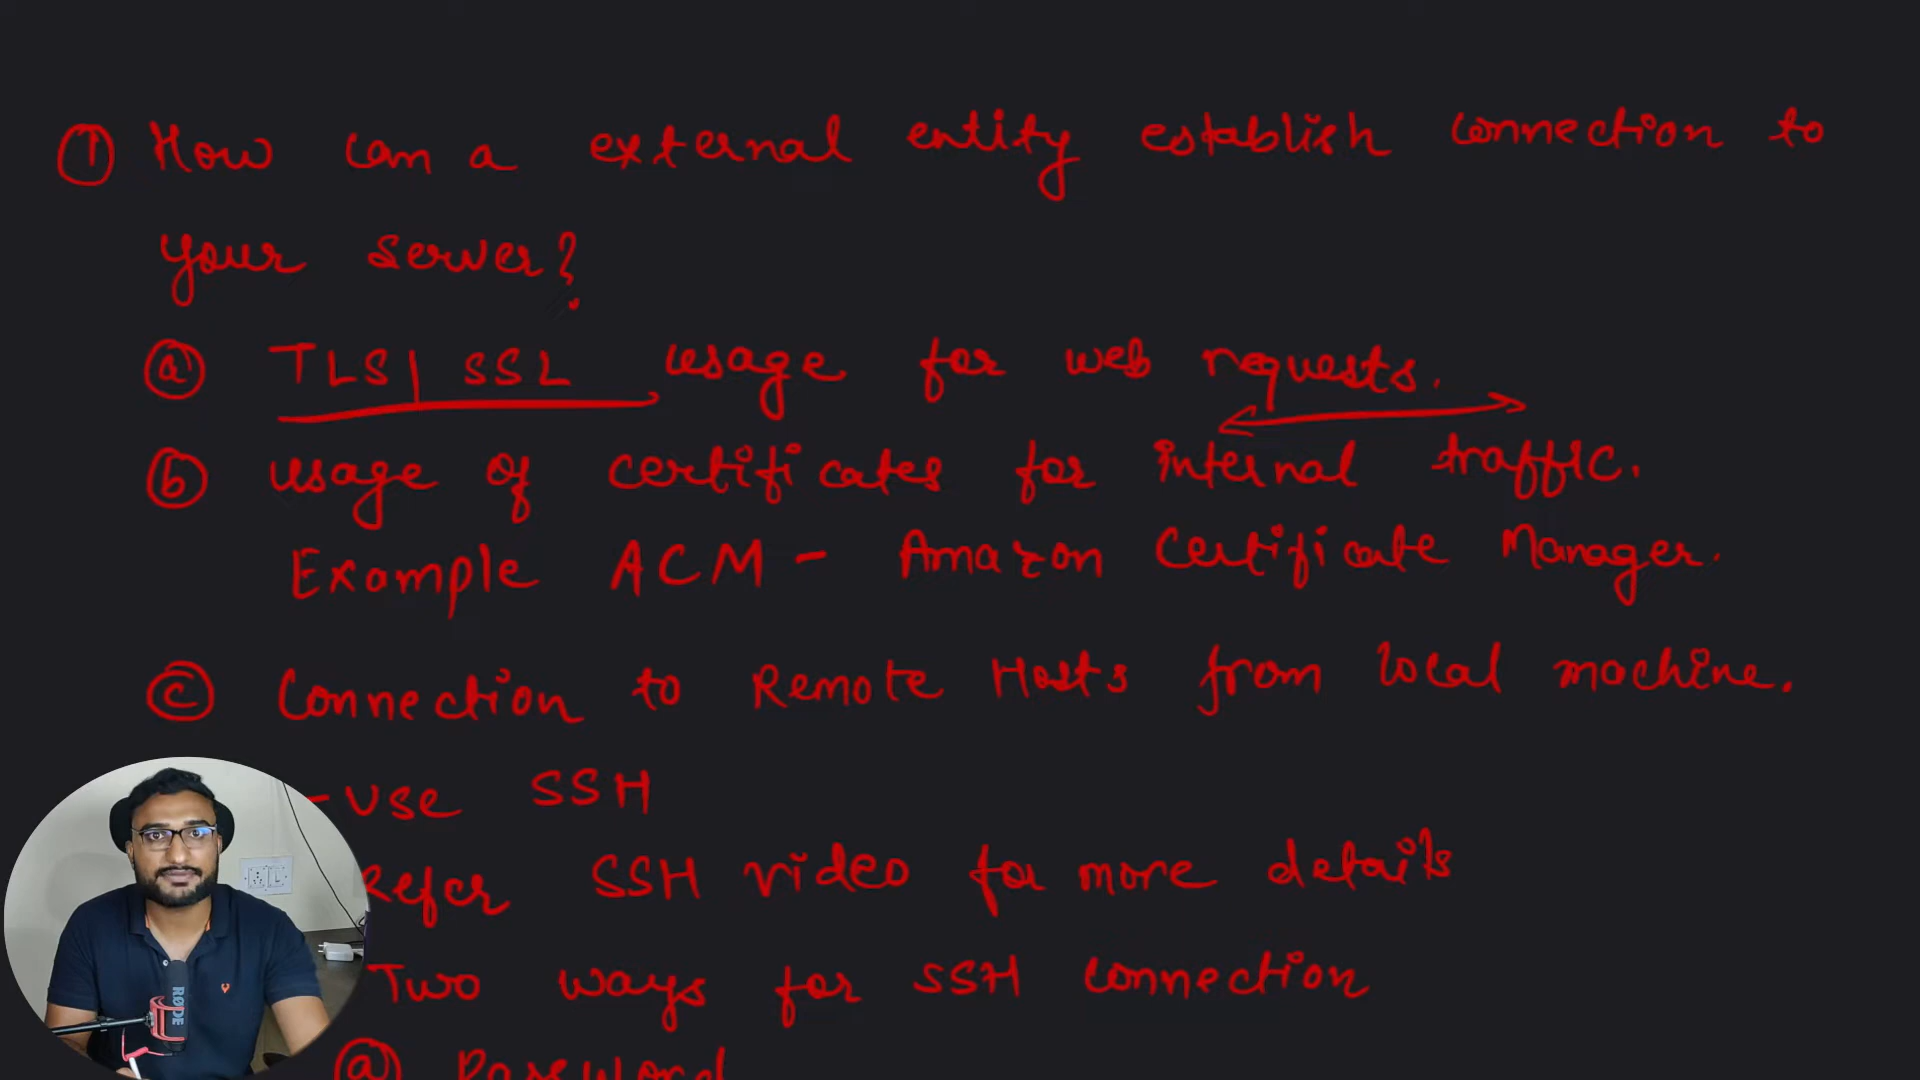 ① How can a external entity establish connection to
your server?
ⓐ TLS| SSL usage for web requests.
ⓑ usage of certificates for internal traffic.
Example ACM - Amazon Certificate Manager.
ⓒ Connection to Remote Hosts from local machine.
- Use SSH
Refer SSH video for more details
Two ways for SSH connection
ⓐ Password
RØDE